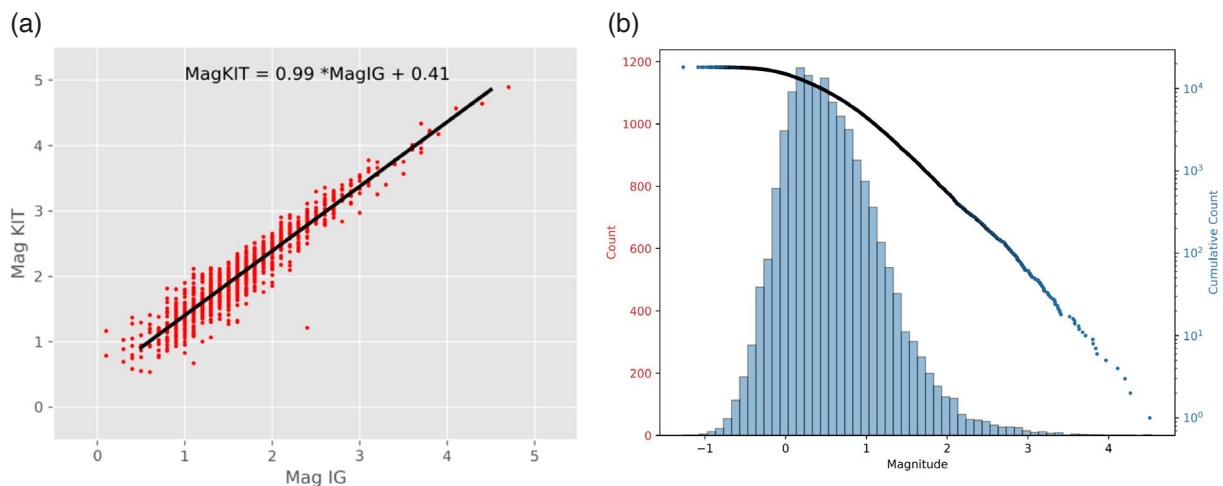 (a)
MagKIT = 0.99 *MagIG + 0.41
5
4
3
2
1
0
Mag KIT
0 1 2 3 4 5
Mag IG
(b)
1200
1000
800
600
400
200
0
Count
10⁴
10³
10²
10¹
10⁰
Cumulative Count
−1 0 1 2 3 4
Magnitude